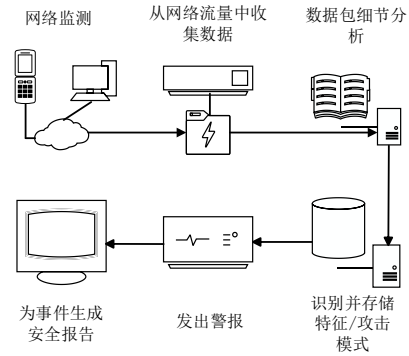 网络监测
从网络流量中收
集数据
数据包细节分
析
为事件生成
安全报告
发出警报
识别并存储
特征/攻击
模式